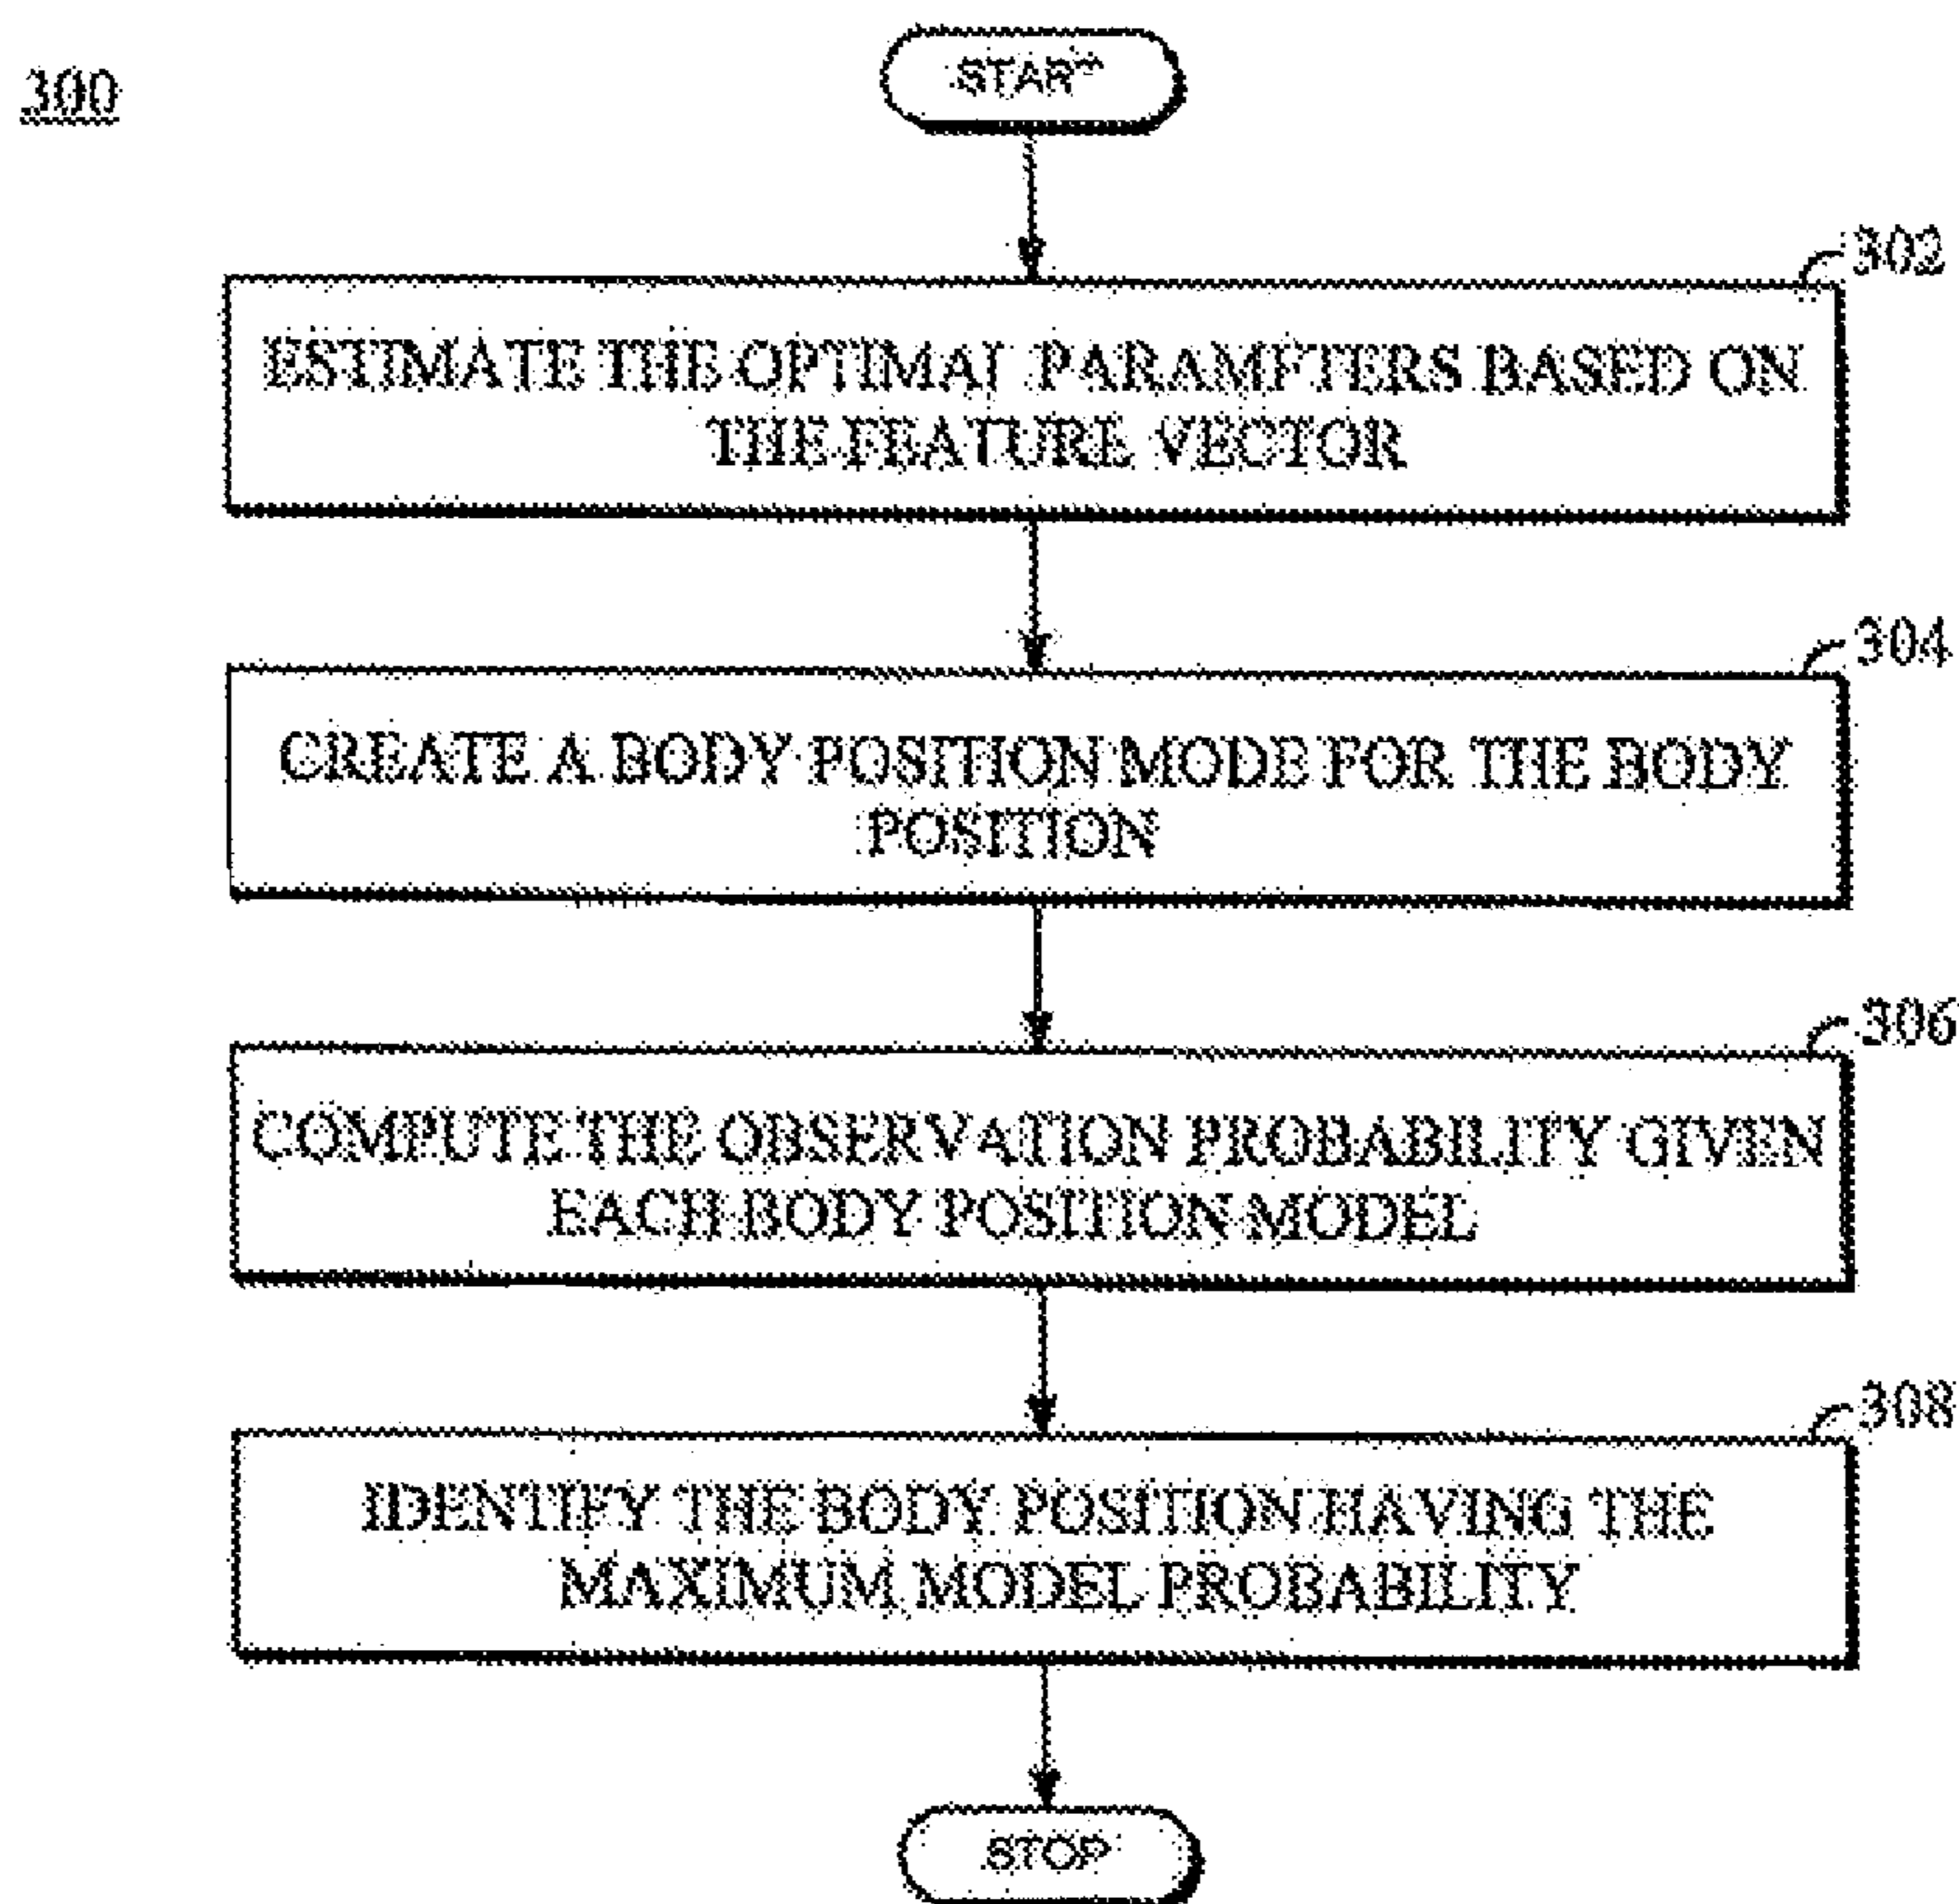 300
START
302
ESTIMATE THE OPTIMAL PARAMETERS BASED ON
THE FEATURE VECTOR
304
CREATE A BODY POSITION MODE FOR THE BODY
POSITION
306
COMPUTE THE OBSERVATION PROBABILITY GIVEN
EACH BODY POSITION MODEL
308
IDENTIFY THE BODY POSITION HAVING THE
MAXIMUM MODEL PROBABILITY
STOP